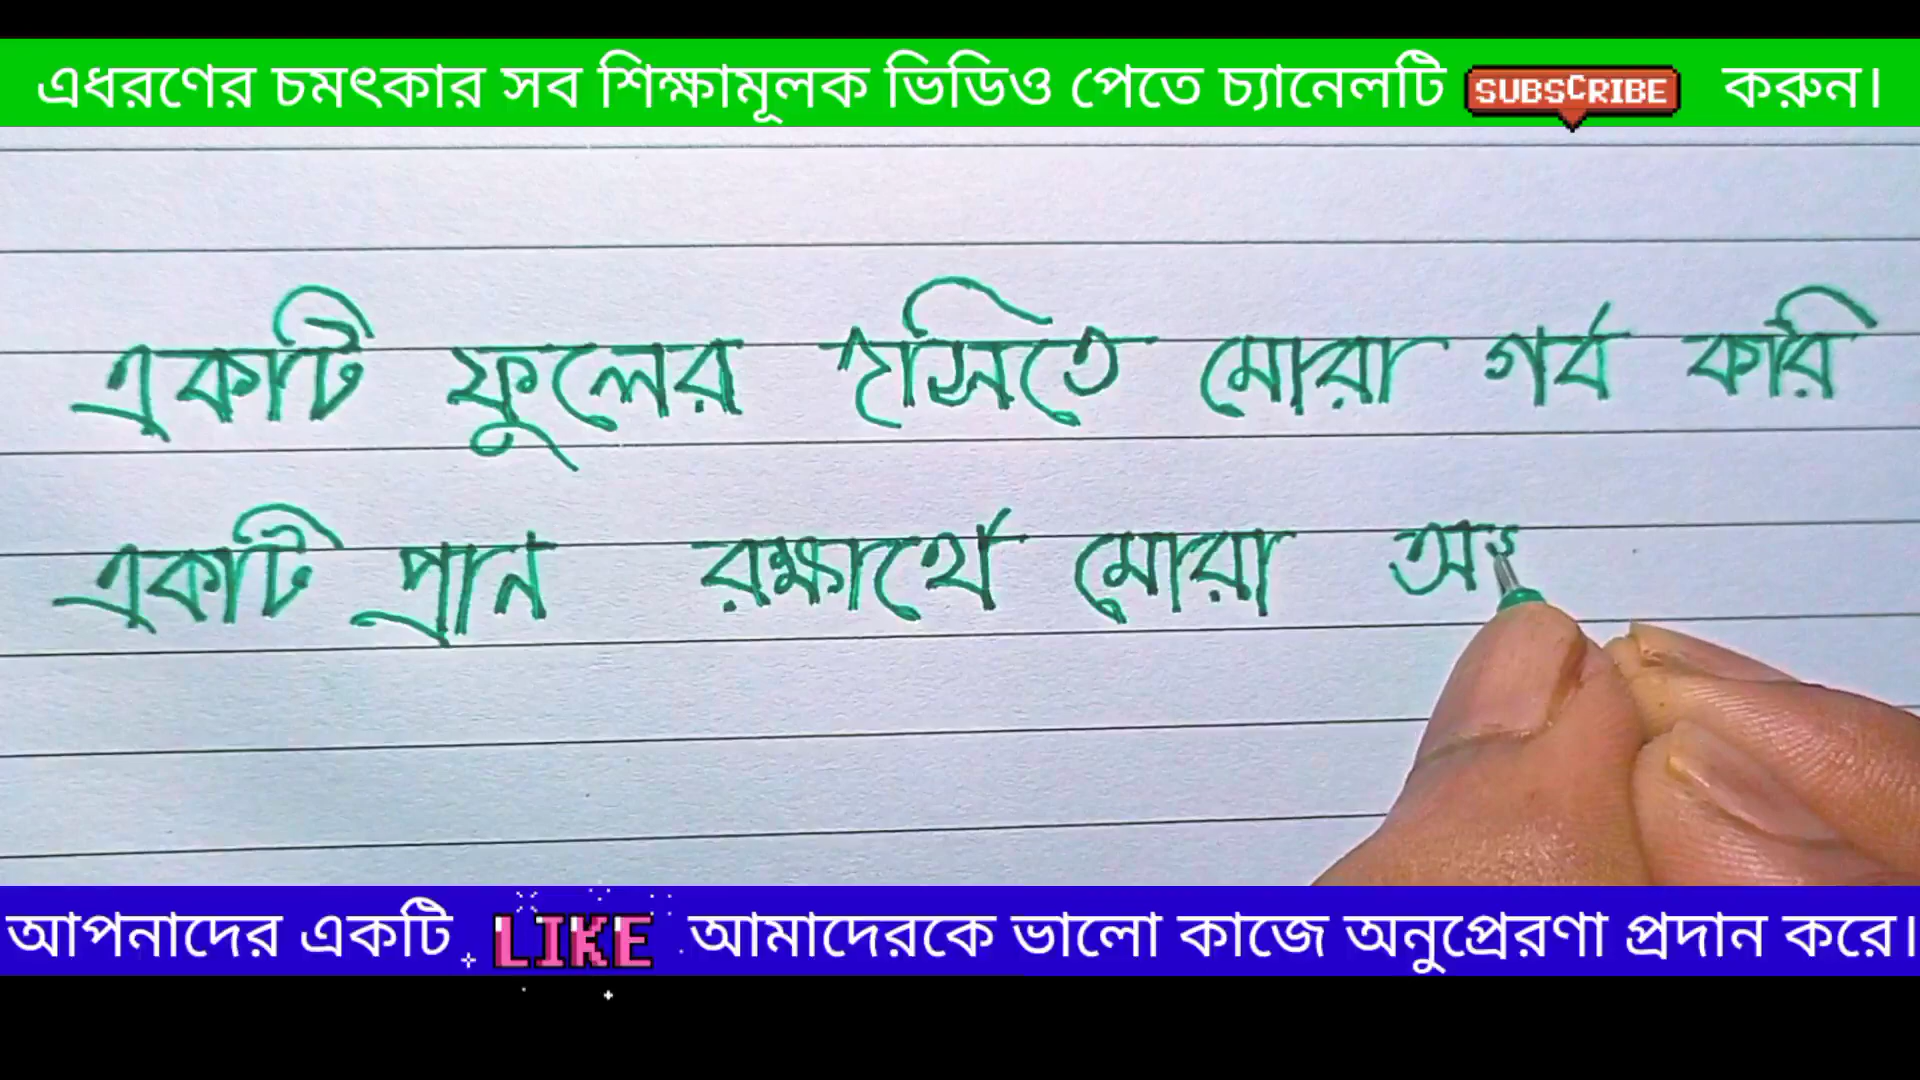 এধরণের চমৎকার সব শিক্ষামূলক ভিডিও পেতে চ্যানেলটি SUBSCRIBE করুন।
একটি ফুলের হাসিতে মোরা গর্ব করি
একটি প্রান রক্ষার্থে মোরা
আপনাদের একটি LIKE আমাদেরকে ভালো কাজে অনুপ্রেরণা প্রদান করে।